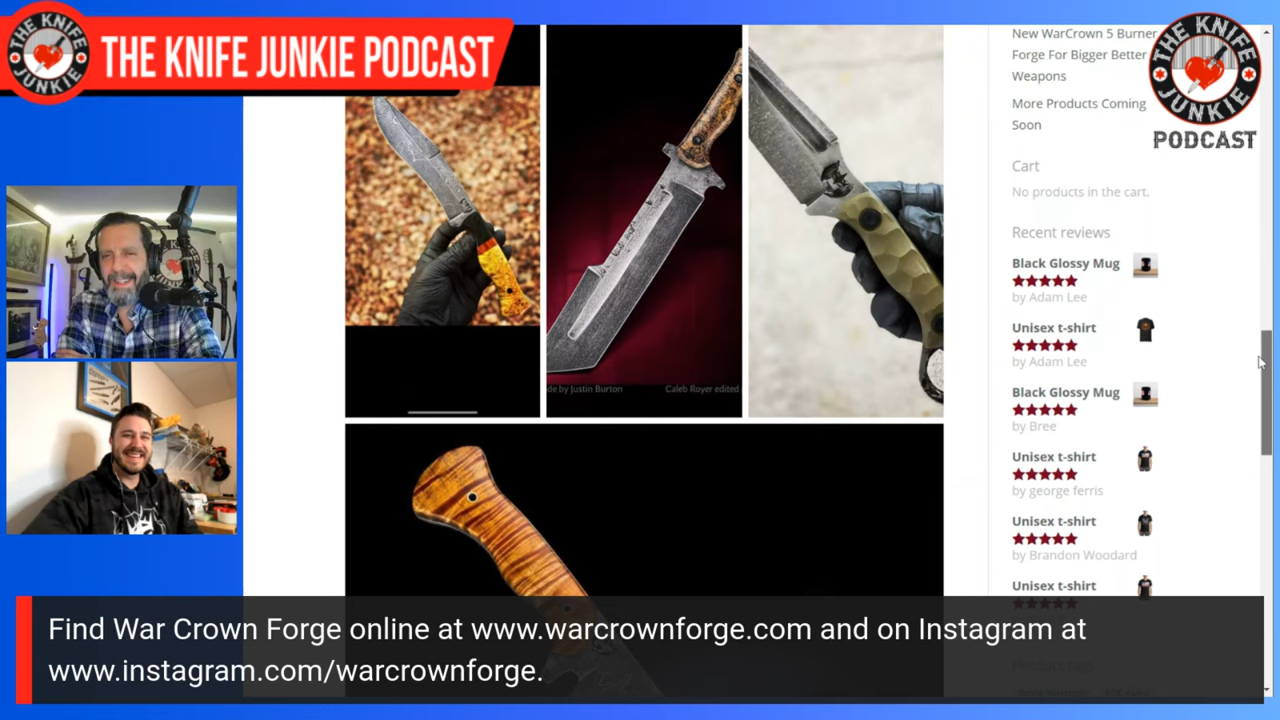 THE KNIFE JUNKIE
THE KNIFE JUNKIE PODCAST
THE KNIFE JUNKIE
PODCAST
New WarCrown 5 Burner
Forge For Bigger Better
Weapons
More Products Coming
Soon
Cart
No products in the cart.
Recent reviews
Black Glossy Mug
by Adam Lee
Unisex t-shirt
by Adam Lee
Black Glossy Mug
by Bree
Unisex t-shirt
by george ferris
Unisex t-shirt
by Brandon Woodard
Unisex t-shirt
de by Justin Burton
Caleb Royer edited
Find War Crown Forge online at www.warcrownforge.com and on Instagram at
www.instagram.com/warcrownforge.